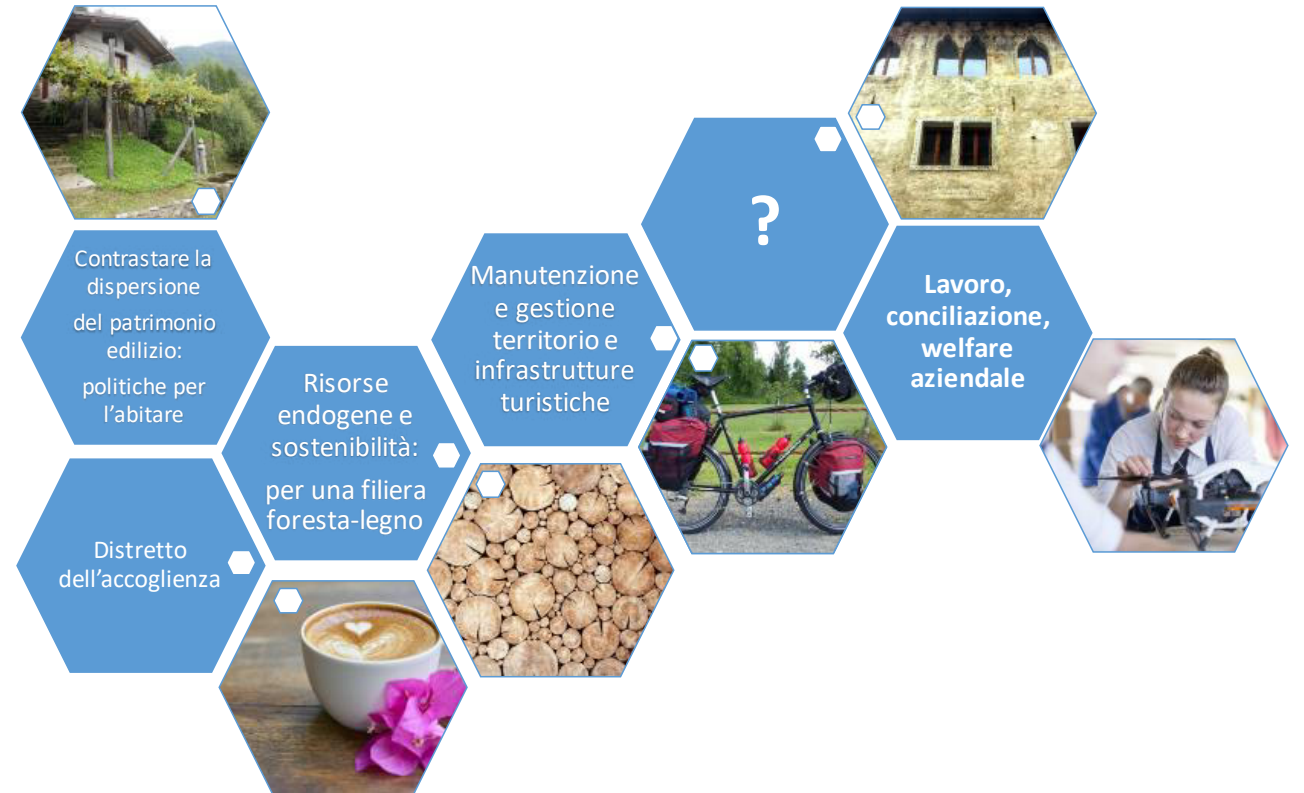 Contrastare la
dispersione
del patrimonio
edilizio:
politiche per
l’abitare
Distretto
dell’accoglienza
Risorse
endogene e
sostenibilità:
per una filiera
foresta-legno
Manutenzione
e gestione
territorio e
infrastrutture
turistiche
?
Lavoro,
conciliazione,
welfare
aziendale